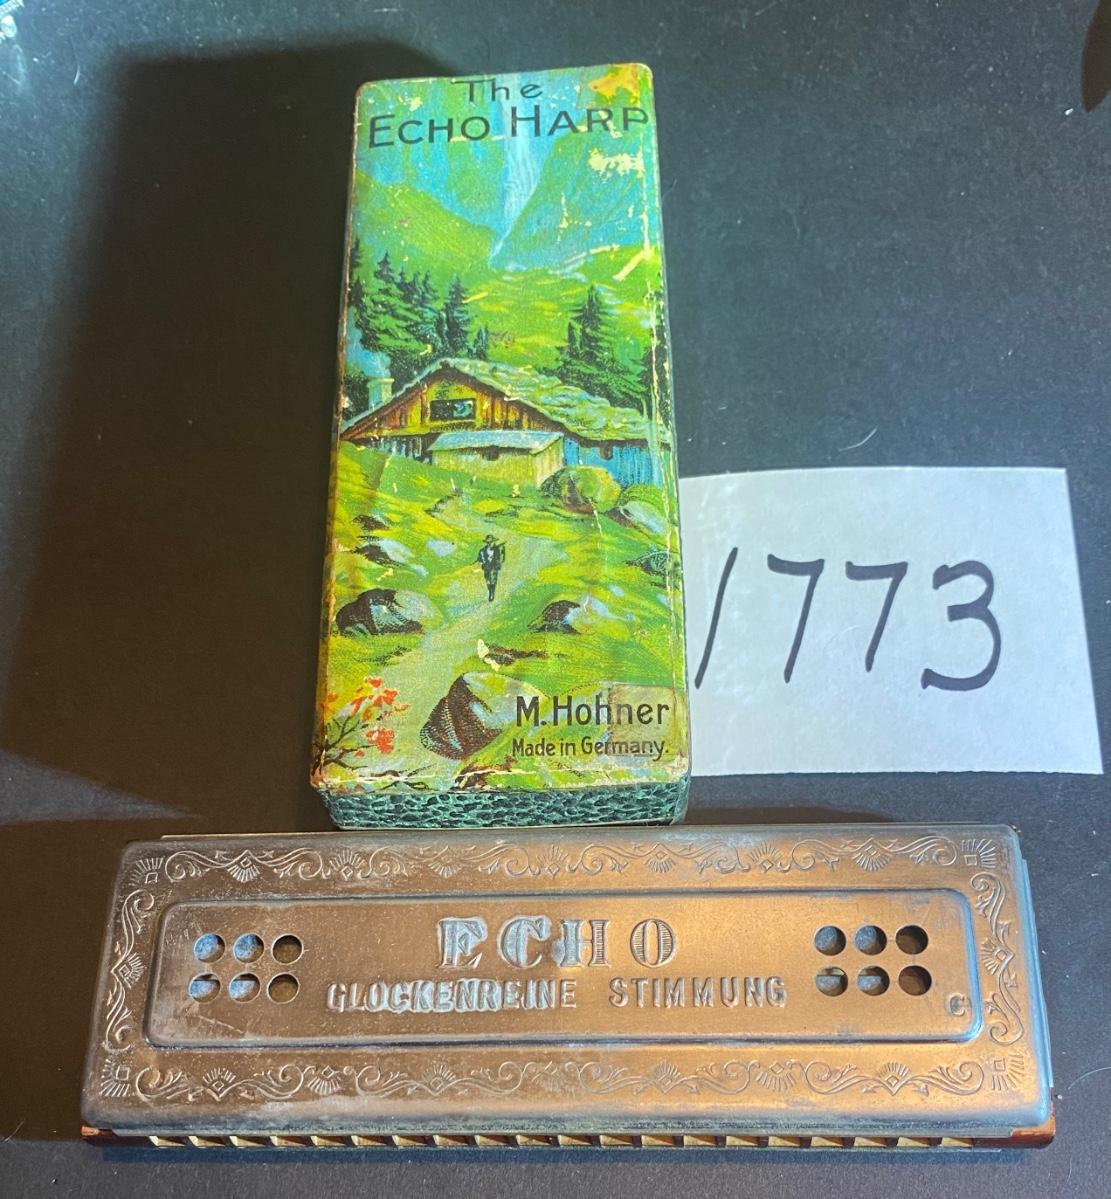 The
ECHO HARP
M. Hohner
Made in Germany.
1773
ECHO
GLOCKENREINE STIMMUNG
C